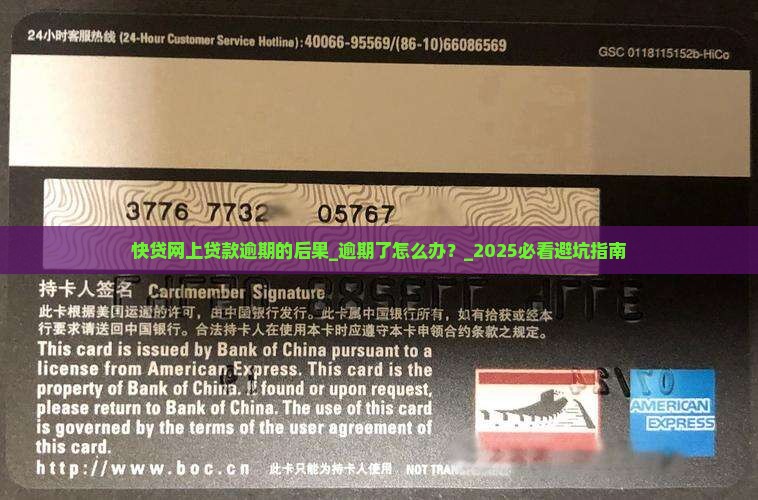 24小时客服热线 (24-Hour Customer Service Hotline):40066-95569/(86-10)66086569
GSC 0118115152b-HiCo
3776 7732 05767
快贷网上贷款逾期的后果_逾期了怎么办？_2025必看避坑指南
持卡人签名 Cardmember Signature
此卡根据美国运通的许可，由中国银行发行。此卡属中国银行所有，如有拾获或经本
行要求请送回中国银行。合法持卡人在使用本卡时应遵守本卡申领合约条款之规定。
This card is issued by Bank of China pursuant to a
license from American Express. This card is the
property of Bank of China. If found or upon request,
please return to Bank of China. The use of this card
is governed by the terms of the user agreement of
this card.
AMERICAN
EXPRESS
http://www.boc.cn 此卡只能为持卡人使用 NOT